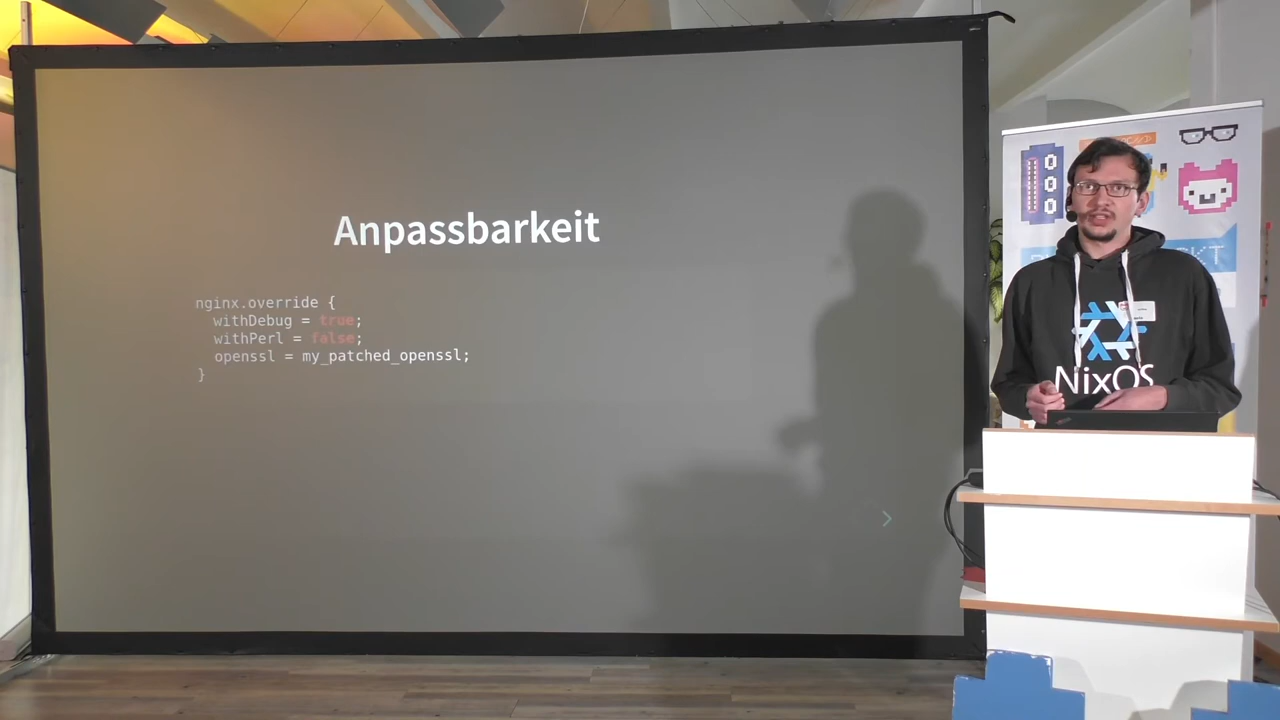 Anpassbarkeit
nginx.override {
withDebug = true;
withPerl = false;
openssl = my_patched_openssl;
}
NixOS